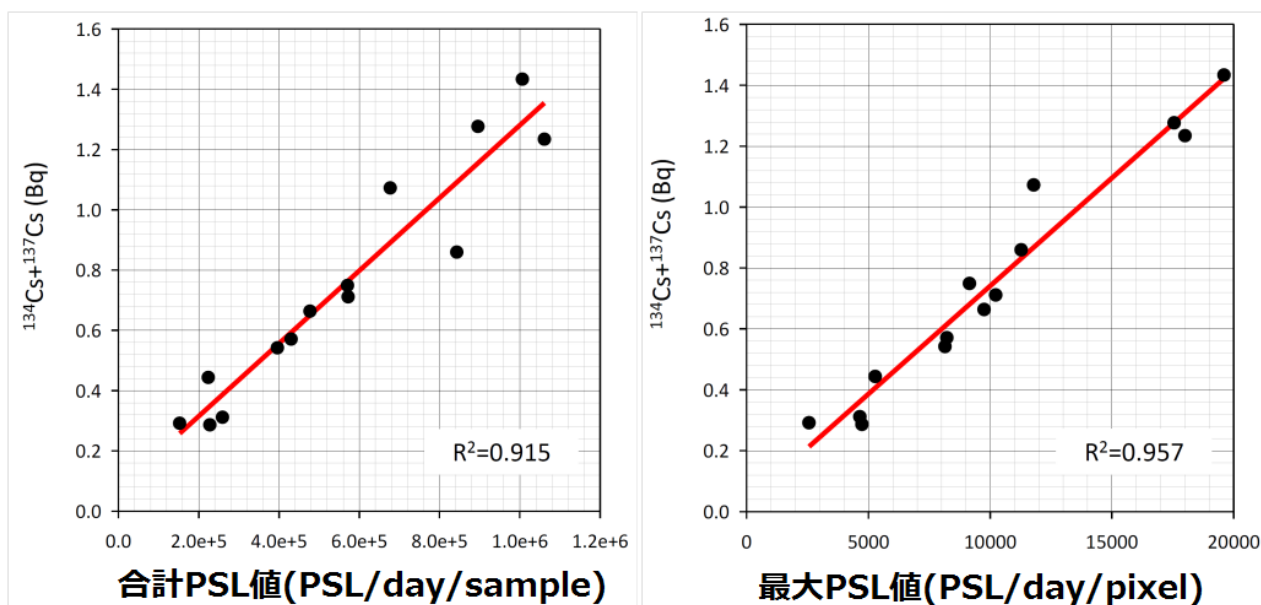 1.6
1.4
1.2
1.0
0.8
0.6
0.4
0.2
0.0
¹³⁴Cs+¹³⁷Cs (Bq)
R²=0.915
0.0 2.0e+5 4.0e+5 6.0e+5 8.0e+5 1.0e+6 1.2e+6
合計PSL値(PSL/day/sample)
1.6
1.4
1.2
1.0
0.8
0.6
0.4
0.2
0.0
¹³⁴Cs+¹³⁷Cs (Bq)
R²=0.957
0 5000 10000 15000 20000
最大PSL値(PSL/day/pixel)